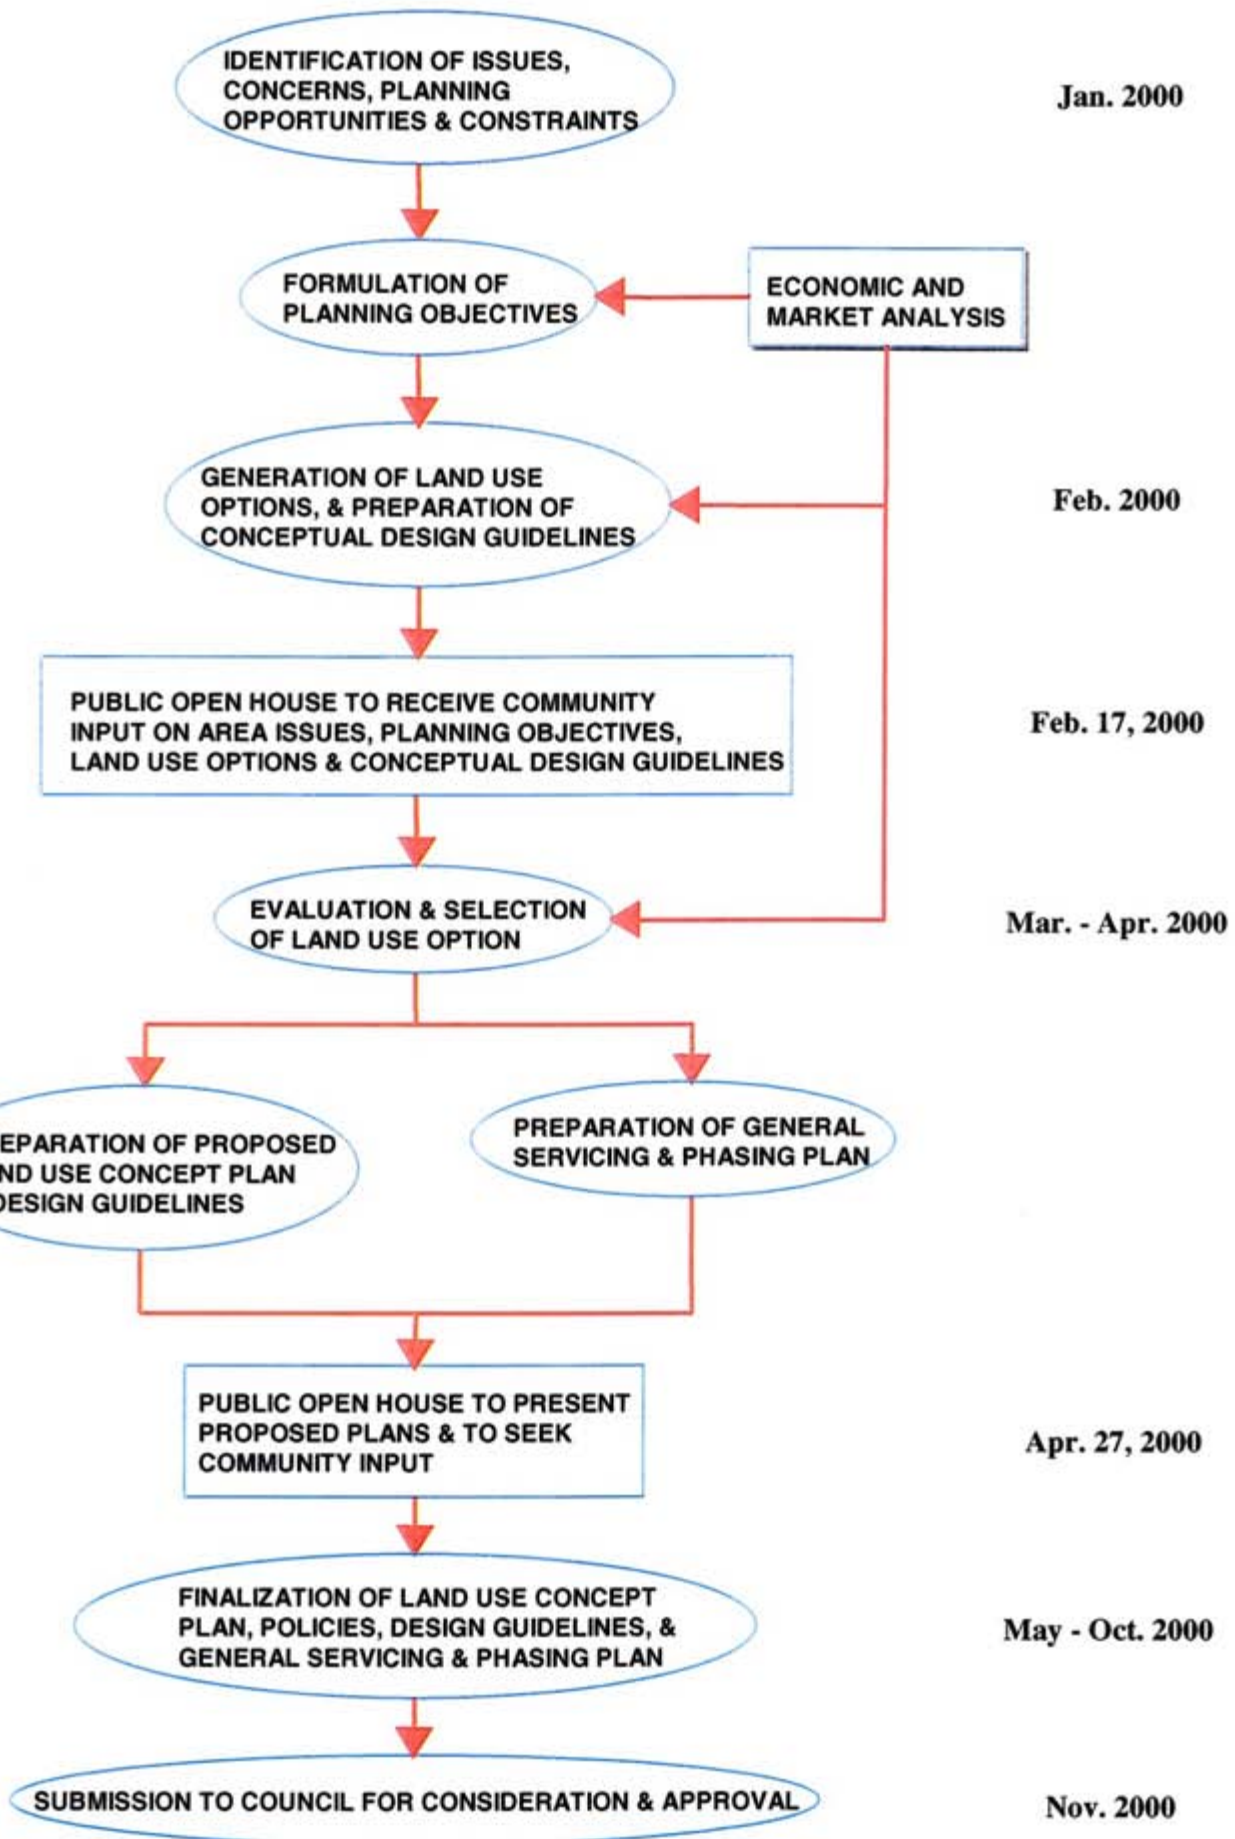 IDENTIFICATION OF ISSUES,
CONCERNS, PLANNING
OPPORTUNITIES & CONSTRAINTS
Jan. 2000
FORMULATION OF
PLANNING OBJECTIVES
ECONOMIC AND
MARKET ANALYSIS
GENERATION OF LAND USE
OPTIONS, & PREPARATION OF
CONCEPTUAL DESIGN GUIDELINES
Feb. 2000
PUBLIC OPEN HOUSE TO RECEIVE COMMUNITY
INPUT ON AREA ISSUES, PLANNING OBJECTIVES,
LAND USE OPTIONS & CONCEPTUAL DESIGN GUIDELINES
Feb. 17, 2000
EVALUATION & SELECTION
OF LAND USE OPTION
Mar. - Apr. 2000
EPARATION OF PROPOSED
ND USE CONCEPT PLAN
DESIGN GUIDELINES
PREPARATION OF GENERAL
SERVICING & PHASING PLAN
PUBLIC OPEN HOUSE TO PRESENT
PROPOSED PLANS & TO SEEK
COMMUNITY INPUT
Apr. 27, 2000
FINALIZATION OF LAND USE CONCEPT
PLAN, POLICIES, DESIGN GUIDELINES, &
GENERAL SERVICING & PHASING PLAN
May - Oct. 2000
SUBMISSION TO COUNCIL FOR CONSIDERATION & APPROVAL
Nov. 2000